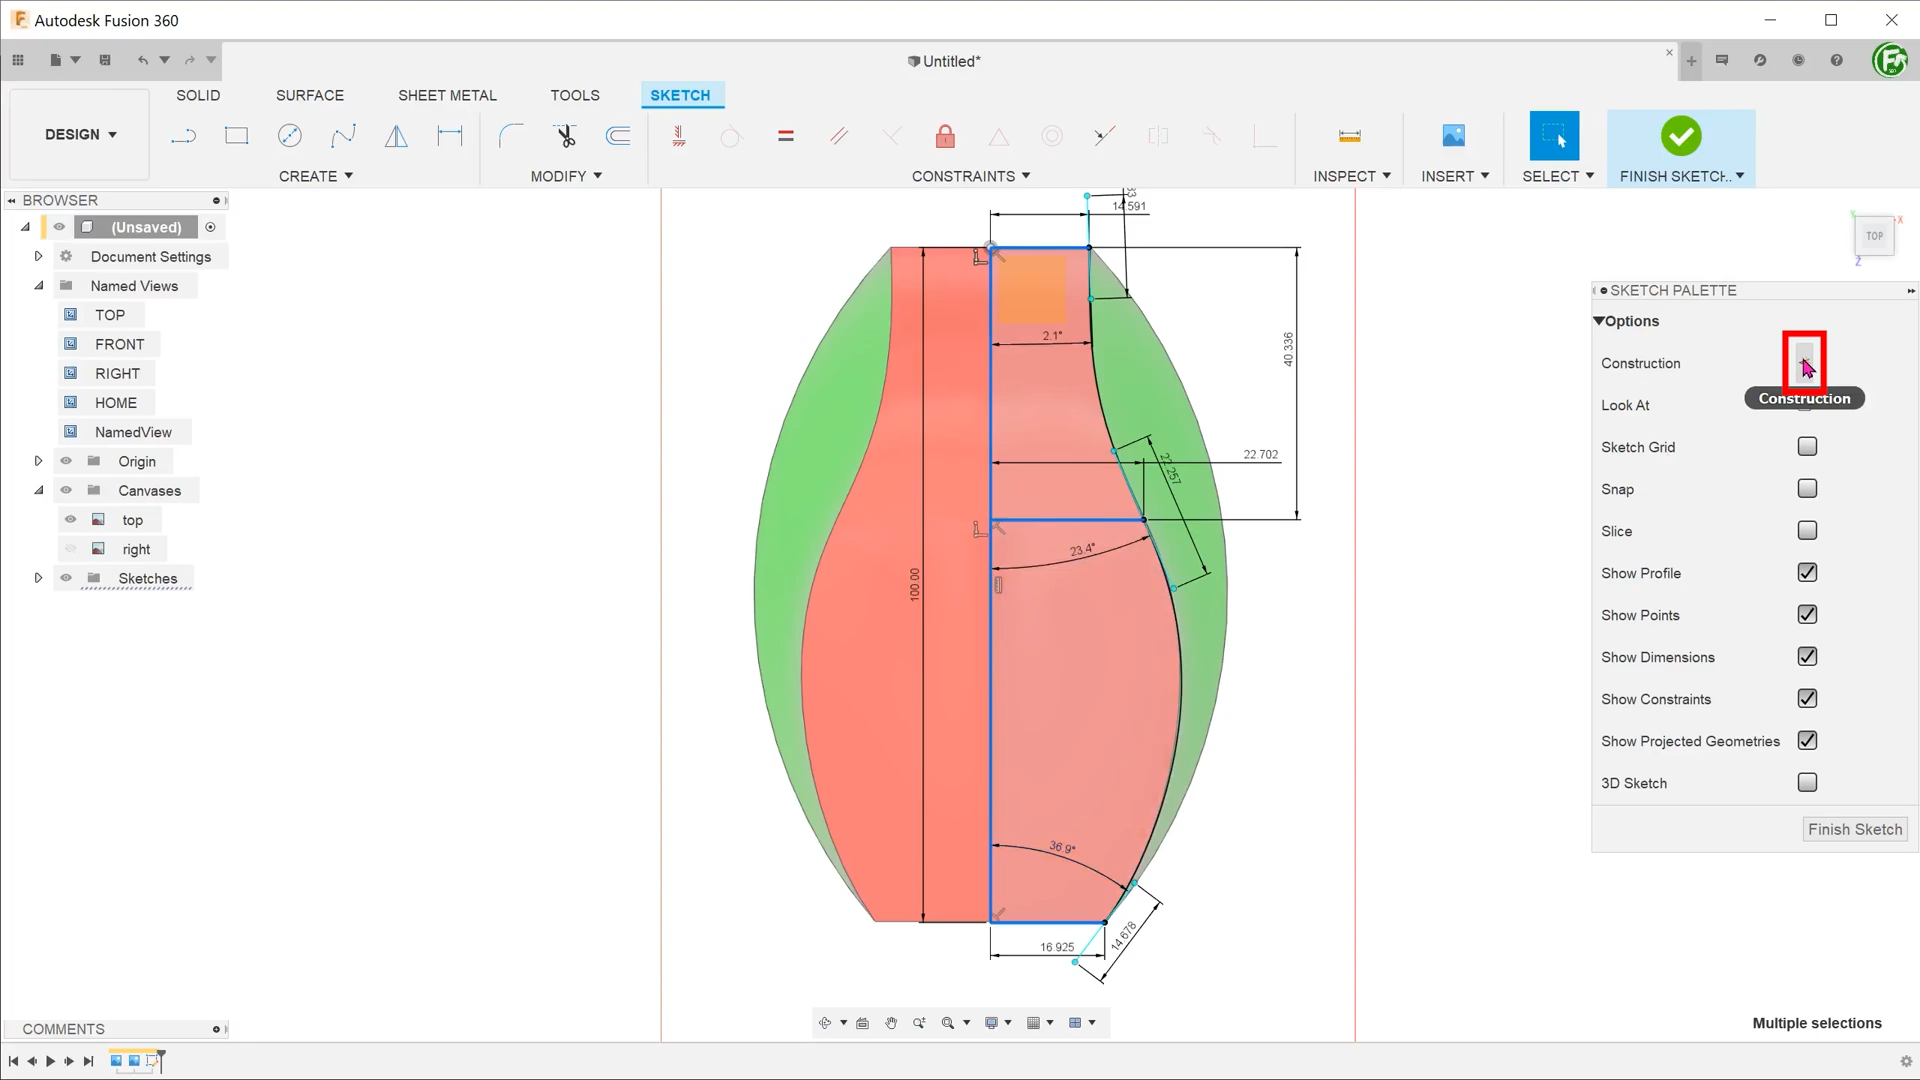 Autodesk Fusion 360
Untitled*
SOLID SURFACE SHEET METAL TOOLS SKETCH
DESIGN
CREATE MODIFY CONSTRAINTS INSPECT INSERT SELECT FINISH SKETC...
BROWSER
(Unsaved)
Document Settings
Named Views
TOP
FRONT
RIGHT
HOME
NamedView
Origin
Canvases
top
right
Sketches
COMMENTS
14.591
2.1°
40.336
22.702
22.257
23.4°
100.00
36.9°
16.925
14.678
TOP
X
Z
SKETCH PALETTE
Options
Construction
Construction
Look At
Sketch Grid
Snap
Slice
Show Profile
Show Points
Show Dimensions
Show Constraints
Show Projected Geometries
3D Sketch
Finish Sketch
Multiple selections